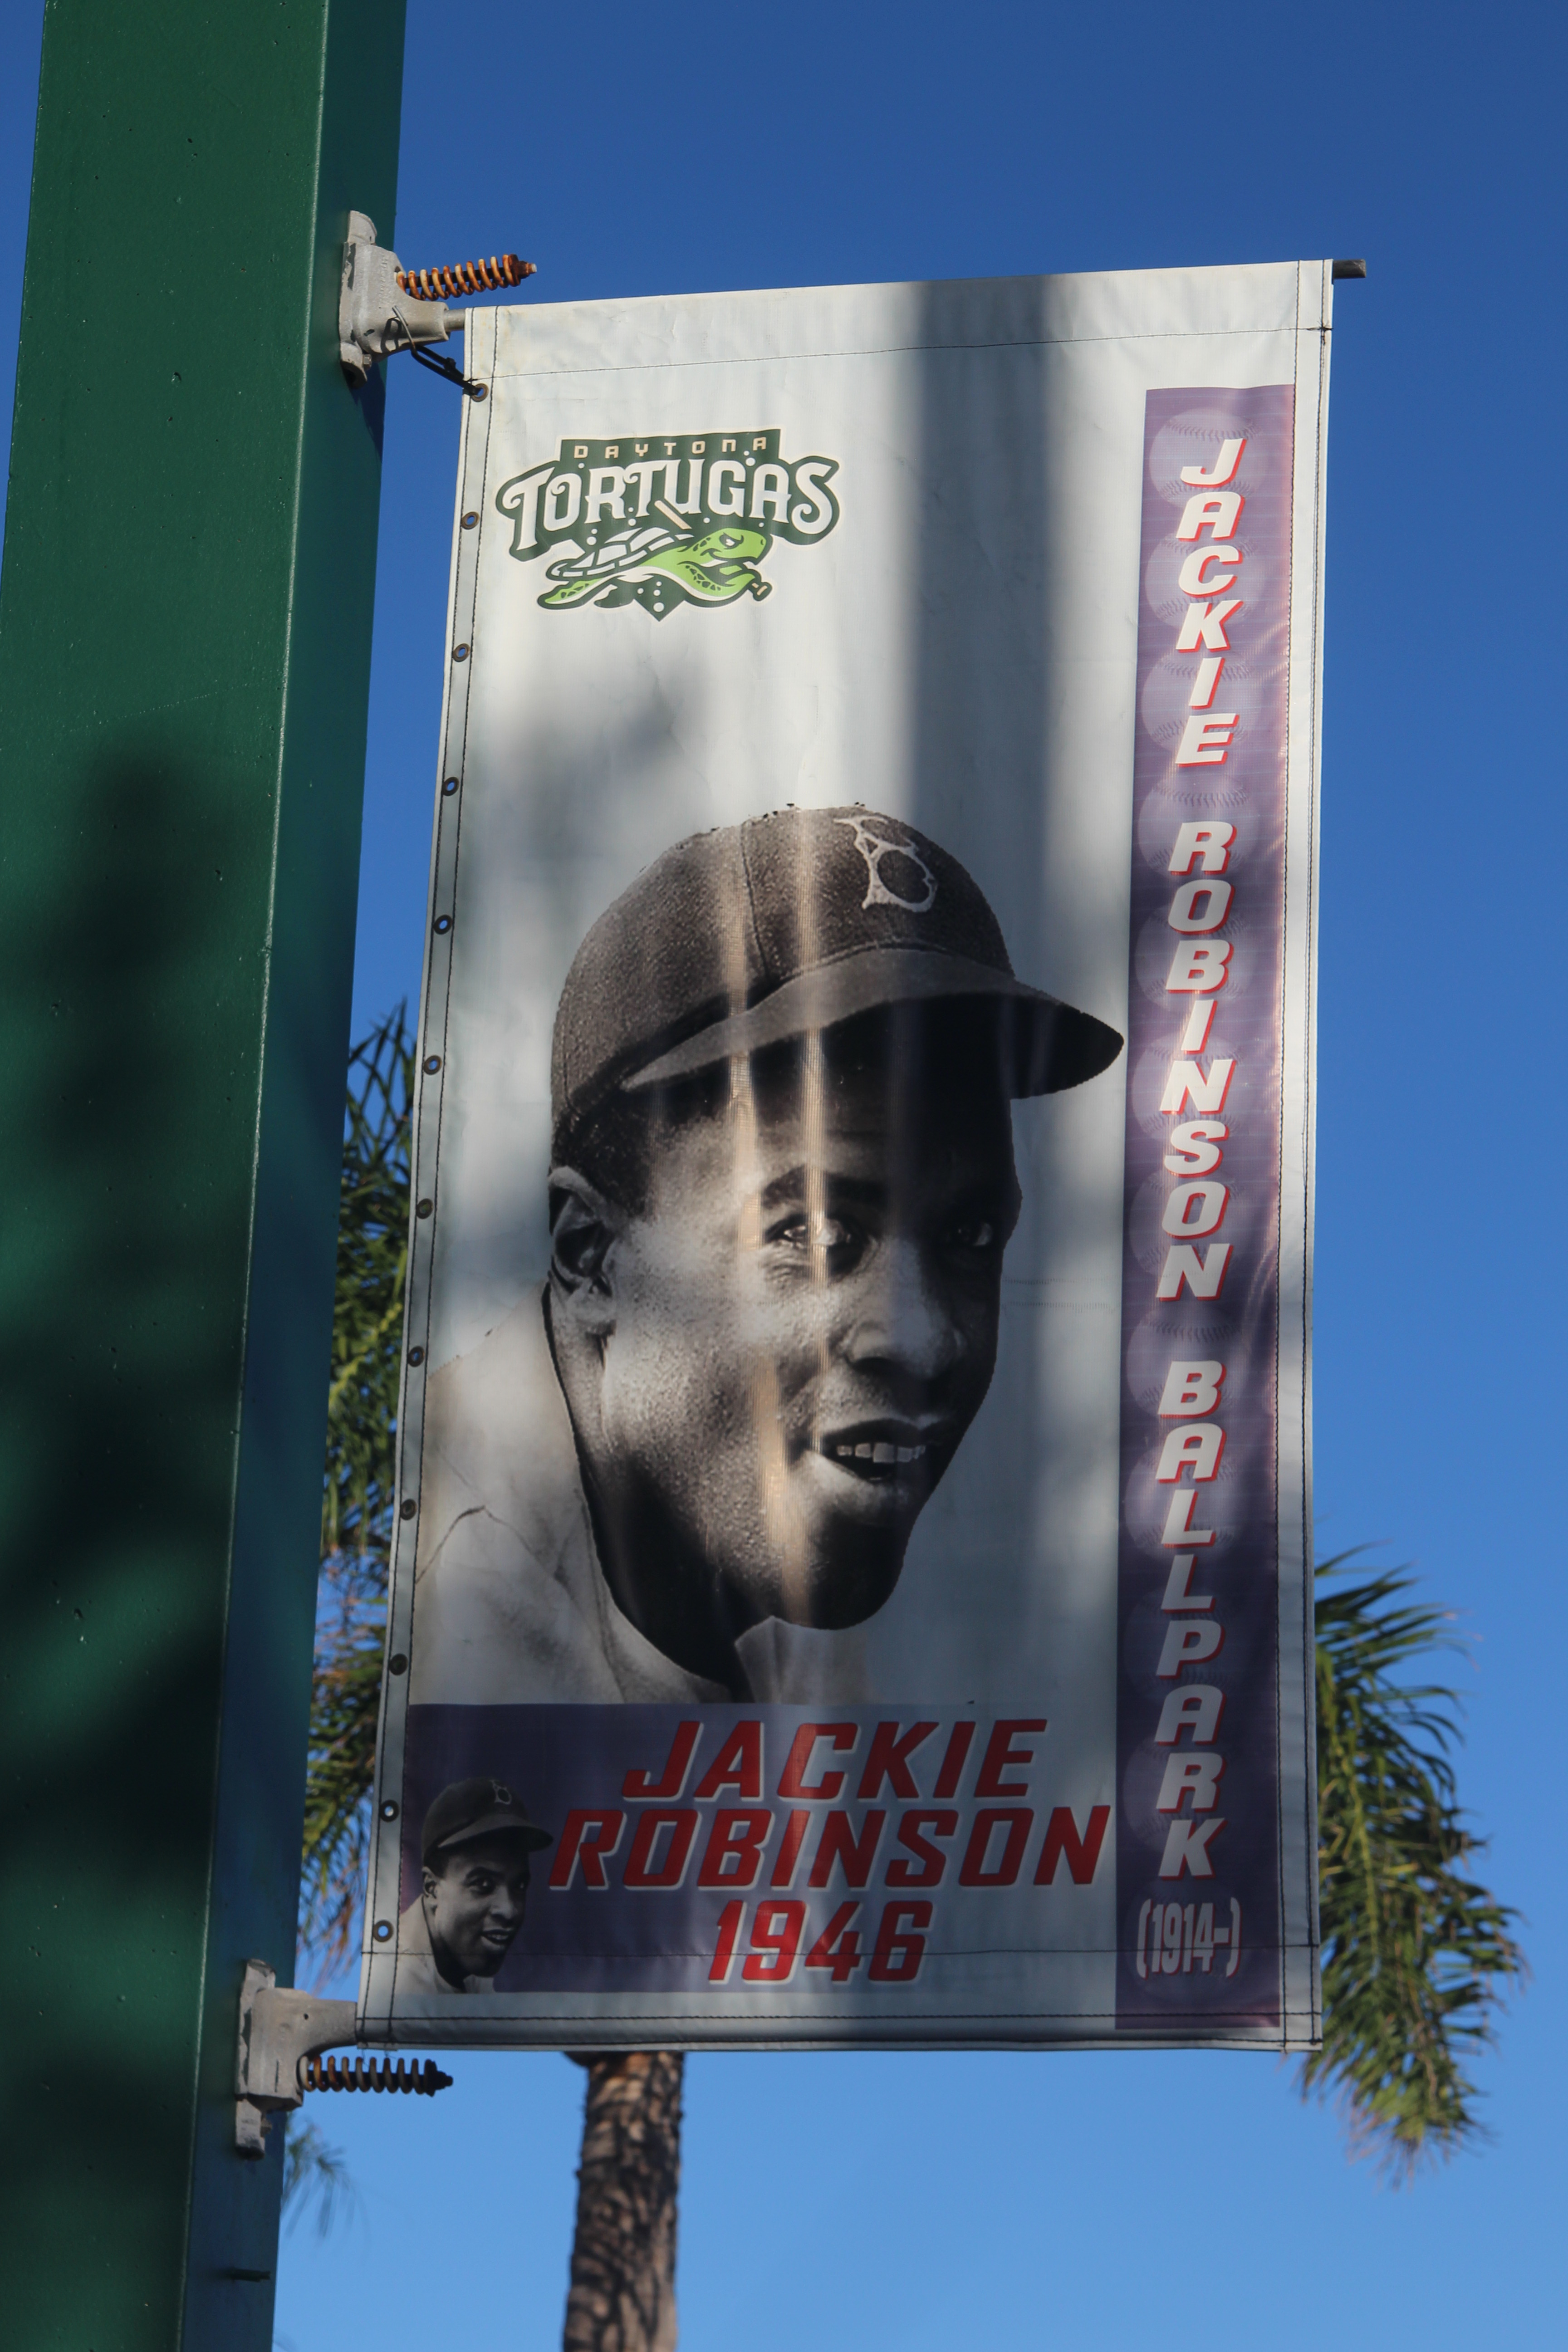 DAYTONA
TORTUGAS
B
JACKIE ROBINSON BALLPARK
(1914-)
JACKIE
ROBINSON
1946
B